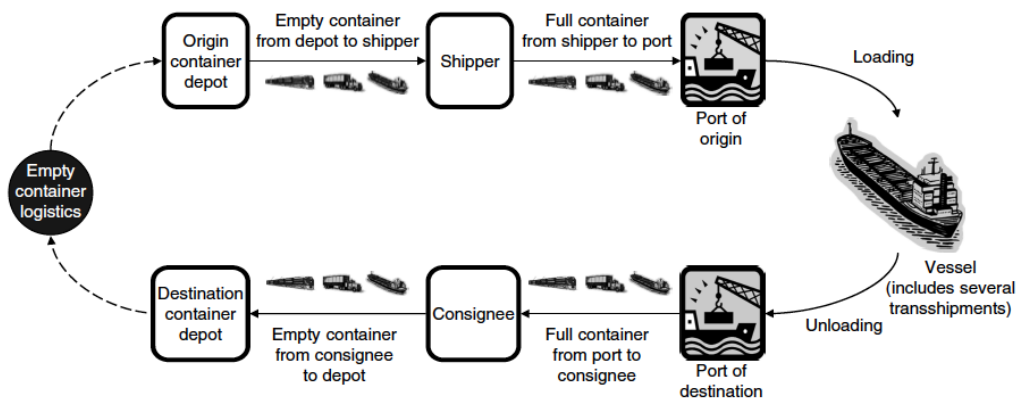 Origin
container
depot
Empty container
from depot to shipper
Shipper
Full container
from shipper to port
Port of
origin
Loading
Empty
container
logistics
Vessel
(includes several
transshipments)
Unloading
Destination
container
depot
Empty container
from consignee
to depot
Consignee
Full container
from port to
consignee
Port of
destination